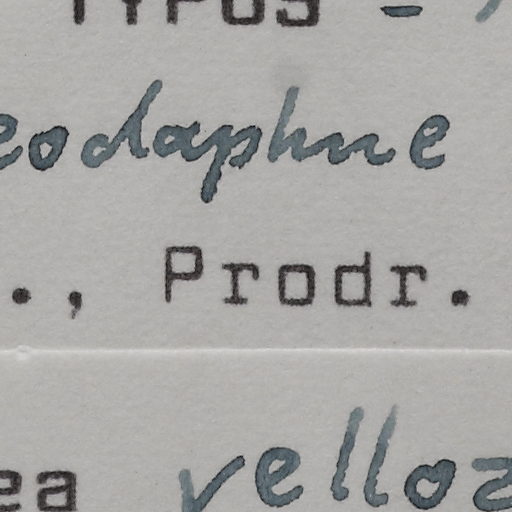 TYPUS -
eodaphne
., Prodr.
ea velloz